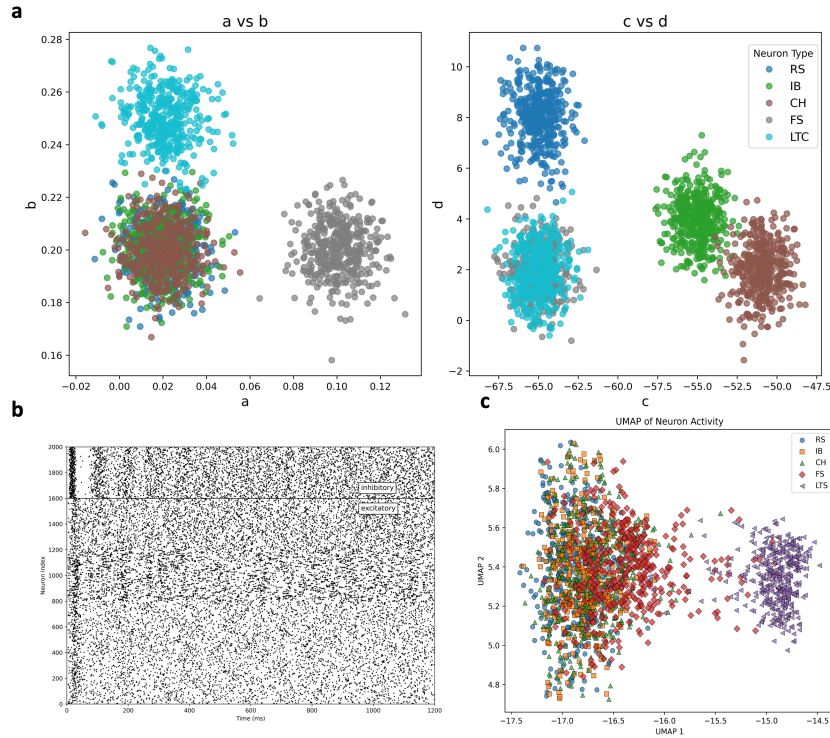 a
a vs b
0.28
0.26
0.24
0.22
0.20
0.18
0.16
b
−0.02 0.00 0.02 0.04 0.06 0.08 0.10 0.12
a
c vs d
10
8
6
4
2
0
−2
d
−67.5 −65.0 −62.5 −60.0 −57.5 −55.0 −52.5 −50.0 −47.5
c
Neuron Type
RS
IB
CH
FS
LTC
b
2000
1800
1600
1400
1200
1000
800
600
400
200
0
Neuron index
inhibitory
excitatory
0 200 400 600 800 1000 1200
Time (ms)
c
UMAP of Neuron Activity
6.0
5.8
5.6
5.4
5.2
5.0
4.8
UMAP 2
RS
IB
CH
FS
LTS
−17.5 −17.0 −16.5 −16.0 −15.5 −15.0 −14.5
UMAP 1